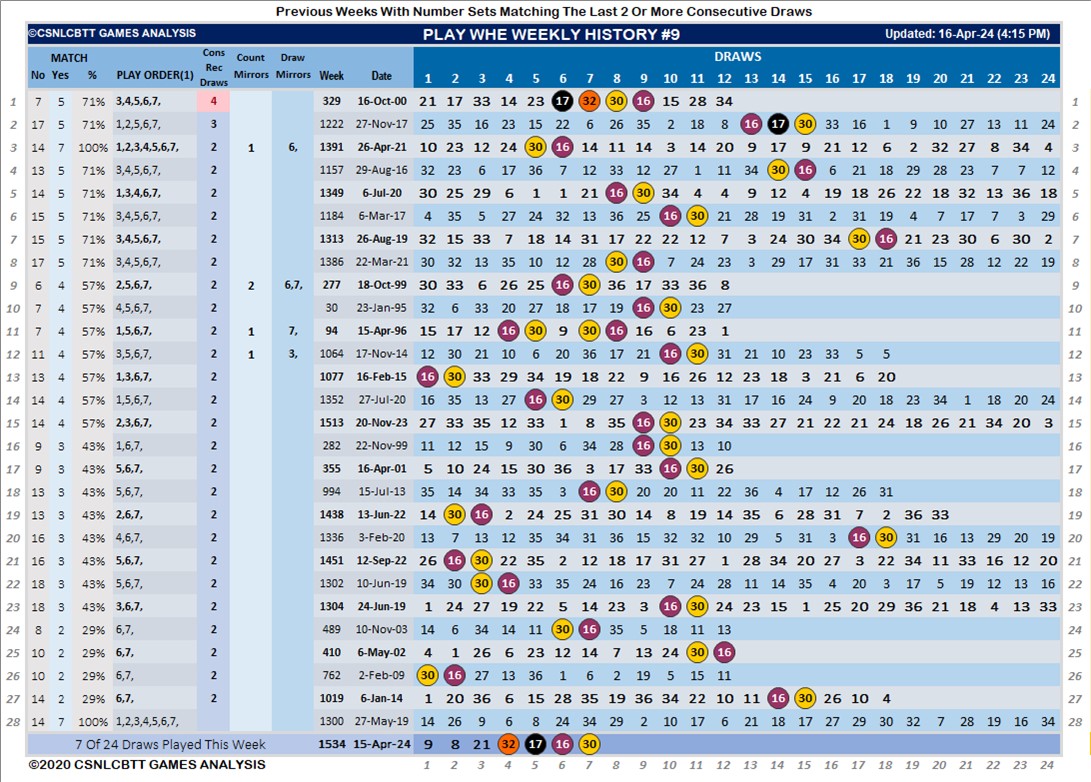 Previous Weeks With Number Sets Matching The Last 2 Or More Consecutive Draws
©CSNLCBTT GAMES ANALYSIS PLAY WHE WEEKLY HISTORY #9 Updated: 16-Apr-24 (4:15 PM)
MATCH Cons Rec Draws Count Mirrors Draw Mirrors DRAWS
No Yes % PLAY ORDER(1) Week Date 1 2 3 4 5 6 7 8 9 10 11 12 13 14 15 16 17 18 19 20 21 22 23 24
1 7 5 71% 3,4,5,6,7, 4 329 16-Oct-00 21 17 33 14 23 17 32 30 16 15 28 34 1
2 17 5 71% 1,2,5,6,7, 3 1222 27-Nov-17 25 35 16 23 15 22 6 26 35 2 18 8 16 17 30 33 16 1 9 10 27 13 11 24 2
3 14 7 100% 1,2,3,4,5,6,7, 2 1 6, 1391 26-Apr-21 10 23 12 24 30 16 14 11 14 3 14 20 9 17 9 21 12 6 2 32 27 8 34 4 3
4 13 5 71% 3,4,5,6,7, 2 1157 29-Aug-16 32 23 6 17 36 7 12 33 12 27 1 11 34 30 16 6 21 18 29 28 23 7 7 12 4
5 14 5 71% 1,3,4,6,7, 2 1349 6-Jul-20 30 25 29 6 1 1 21 16 30 34 4 4 9 12 4 19 18 26 22 18 32 13 36 18 5
6 15 5 71% 3,4,5,6,7, 2 1184 6-Mar-17 4 35 5 27 24 32 13 36 25 16 30 21 28 19 31 2 31 19 4 7 17 7 3 29 6
7 15 5 71% 3,4,5,6,7, 2 1313 26-Aug-19 32 15 33 7 18 14 31 17 22 22 12 7 3 24 30 34 30 16 21 23 30 6 30 2 7
8 17 5 71% 3,4,5,6,7, 2 1386 22-Mar-21 30 32 13 35 10 12 28 30 16 7 24 23 3 29 17 31 33 21 36 15 28 12 22 19 8
9 6 4 57% 2,5,6,7, 2 2 6,7, 277 18-Oct-99 30 33 6 26 25 16 30 36 17 33 36 8 9
10 7 4 57% 4,5,6,7, 2 30 23-Jan-95 32 6 33 20 27 18 17 19 16 30 23 27 10
11 7 4 57% 1,5,6,7, 2 1 7, 94 15-Apr-96 15 17 12 16 30 9 30 16 16 6 23 1 11
12 11 4 57% 3,5,6,7, 2 1 3, 1064 17-Nov-14 12 30 21 10 6 20 36 17 21 16 30 31 21 10 23 33 5 5 12
13 13 4 57% 1,3,6,7, 2 1077 16-Feb-15 16 30 33 29 34 19 18 22 9 16 26 12 23 18 3 21 6 20 13
14 14 4 57% 1,5,6,7, 2 1352 27-Jul-20 16 35 13 27 16 30 29 27 3 12 13 31 17 16 24 9 20 18 23 34 1 18 20 24 14
15 14 4 57% 2,3,6,7, 2 1513 20-Nov-23 27 33 35 12 33 1 8 35 16 30 23 34 33 27 21 22 21 24 18 26 21 34 20 3 15
16 9 3 43% 1,6,7, 2 282 22-Nov-99 11 12 15 9 30 6 34 28 16 30 13 10 16
17 9 3 43% 5,6,7, 2 355 16-Apr-01 5 10 24 15 30 36 3 17 33 16 30 26 17
18 13 3 43% 5,6,7, 2 994 15-Jul-13 35 14 34 33 35 3 16 30 20 20 11 22 36 4 17 12 26 31 18
19 13 3 43% 2,6,7, 2 1438 13-Jun-22 14 30 16 2 24 25 31 30 14 8 19 14 35 6 28 31 7 2 36 33 19
20 16 3 43% 4,6,7, 2 1336 3-Feb-20 13 7 13 12 35 34 31 36 15 32 32 10 29 5 31 3 16 30 31 16 13 29 20 19 20
21 16 3 43% 5,6,7, 2 1451 12-Sep-22 26 16 30 22 35 2 12 18 17 31 27 1 28 34 20 27 3 22 34 11 33 16 12 20 21
22 18 3 43% 5,6,7, 2 1302 10-Jun-19 34 30 30 16 33 35 24 16 23 7 24 28 11 14 35 4 20 3 17 5 19 12 13 16 22
23 18 3 43% 3,6,7, 2 1304 24-Jun-19 1 24 27 19 22 5 14 23 3 16 30 24 23 15 1 25 20 29 36 21 18 4 13 33 23
24 8 2 29% 6,7, 2 489 10-Nov-03 14 6 34 14 11 30 16 35 5 18 11 13 24
25 10 2 29% 6,7, 2 410 6-May-02 4 1 26 6 23 12 14 7 13 24 30 16 25
26 10 2 29% 6,7, 2 762 2-Feb-09 30 16 27 13 36 1 6 2 19 5 15 11 26
27 14 2 29% 6,7, 2 1019 6-Jan-14 1 20 36 6 15 28 35 19 36 34 22 10 11 16 30 26 10 4 27
28 14 7 100% 1,2,3,4,5,6,7, 1300 27-May-19 14 26 9 6 8 24 34 29 2 10 17 6 21 18 17 27 29 30 32 7 28 19 16 34 28
7 Of 24 Draws Played This Week 1534 15-Apr-24 9 8 21 32 17 16 30
©2020 CSNLCBTT GAMES ANALYSIS 1 2 3 4 5 6 7 8 9 10 11 12 13 14 15 16 17 18 19 20 21 22 23 24